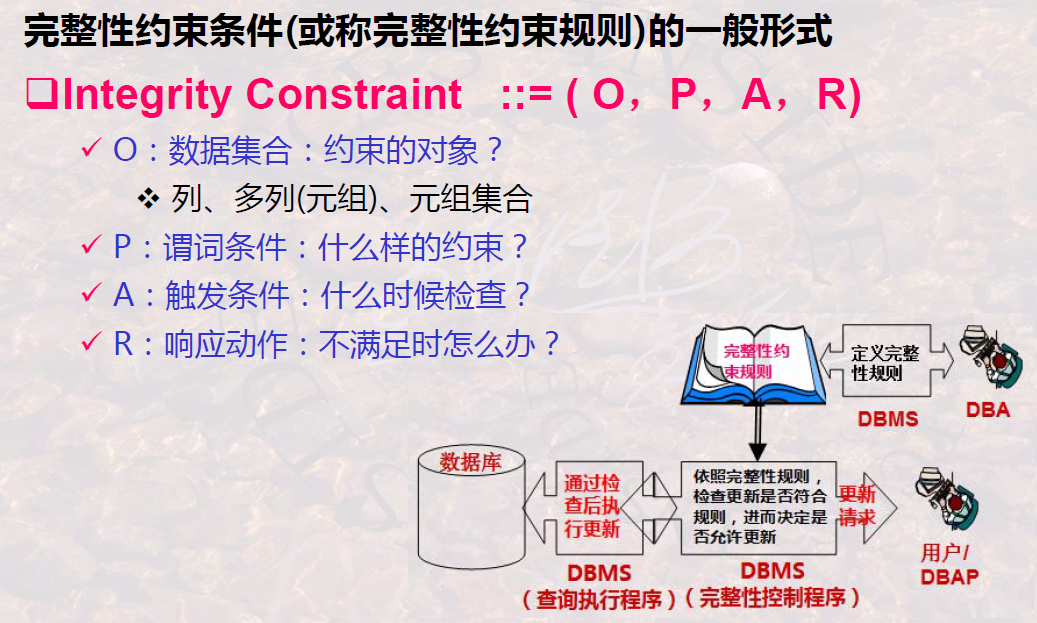 完整性约束条件(或称完整性约束规则)的一般形式
Integrity Constraint ::= ( O，P，A，R)
O：数据集合：约束的对象？
列、多列(元组)、元组集合
P：谓词条件：什么样的约束？
A：触发条件：什么时候检查？
R：响应动作：不满足时怎么办？
完整性约
束规则
定义完整
性规则
DBMS
DBA
数据库
通过检
查后执
行更新
DBMS
（查询执行程序）
依照完整性规则，
检查更新是否符合
规则，进而决定是
否允许更新
DBMS
（完整性控制程序）
更新
请求
用户/
DBAP